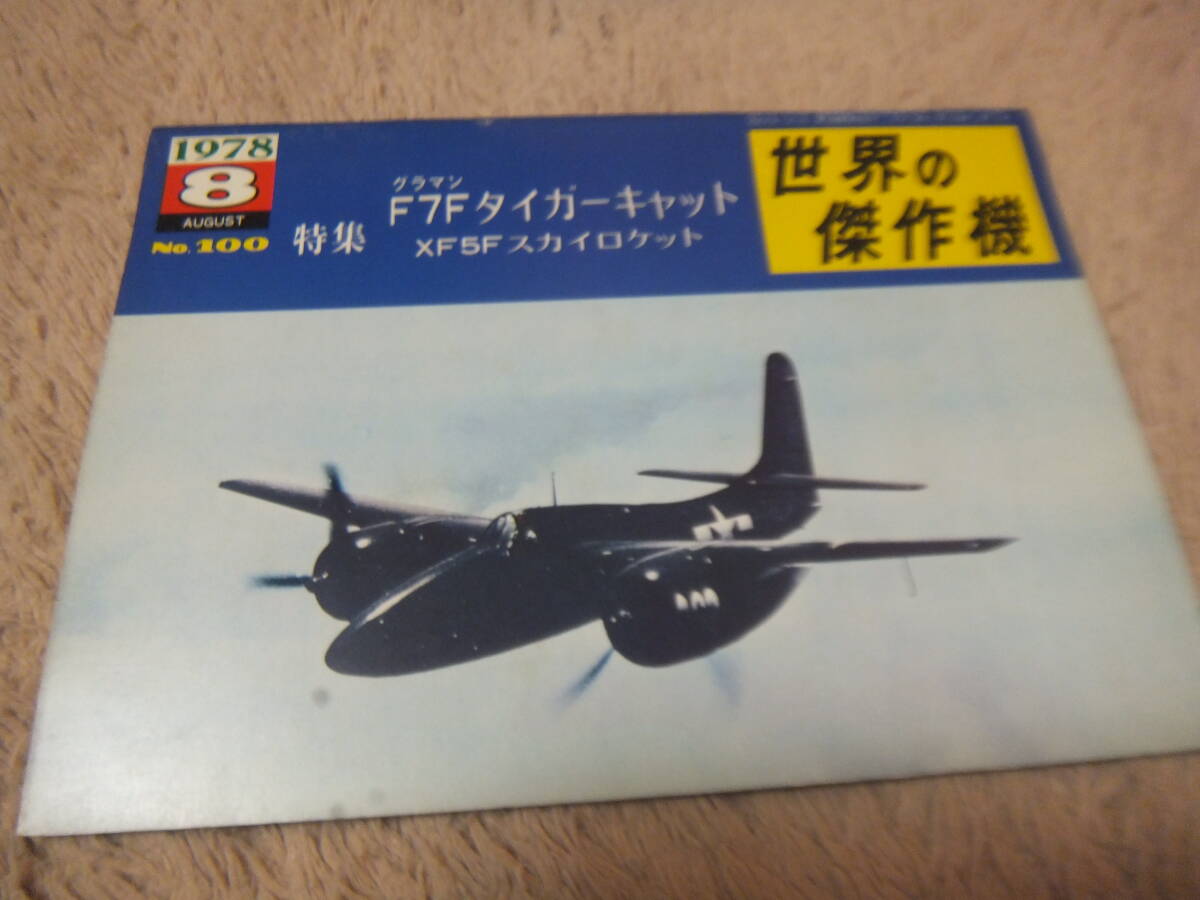 1978
8
AUGUST
No. 100
特集
グラマン
F7Fタイガーキャット
XF5Fスカイロケット
世界の
傑作機